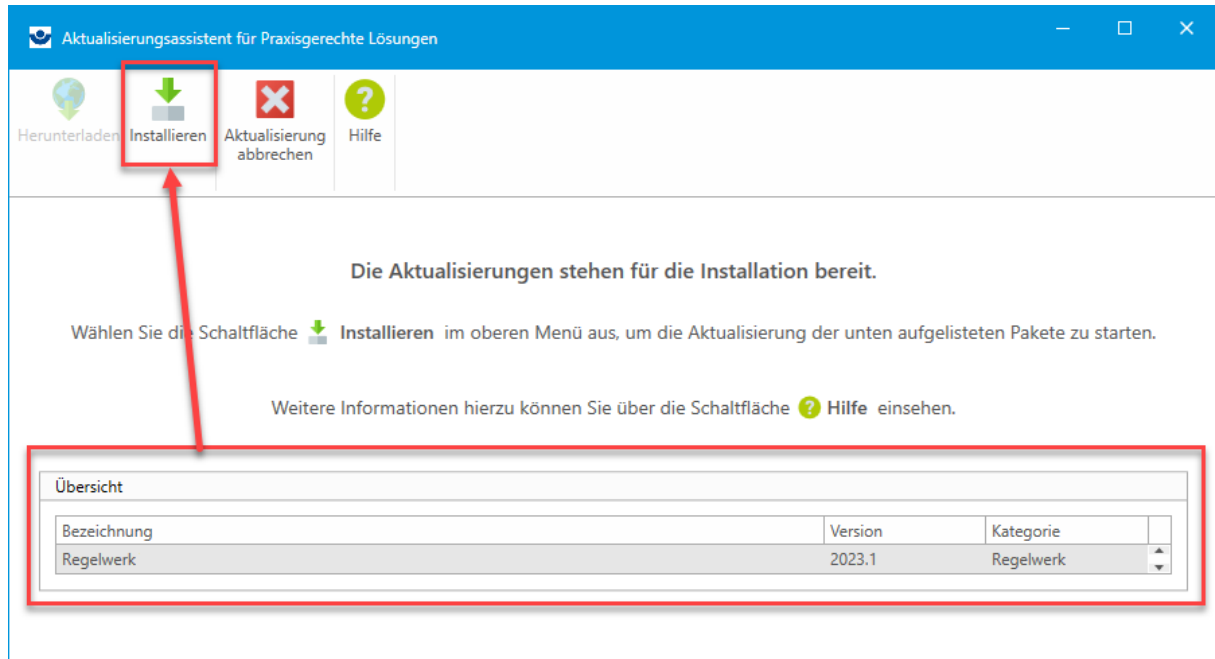 Aktualisierungsassistent für Praxisgerechte Lösungen
Herunterladen Installieren Aktualisierung abbrechen Hilfe
Die Aktualisierungen stehen für die Installation bereit.
Wählen Sie die Schaltfläche Installieren im oberen Menü aus, um die Aktualisierung der unten aufgelisteten Pakete zu starten.
Weitere Informationen hierzu können Sie über die Schaltfläche Hilfe einsehen.
Übersicht
Bezeichnung Version Kategorie
Regelwerk 2023.1 Regelwerk